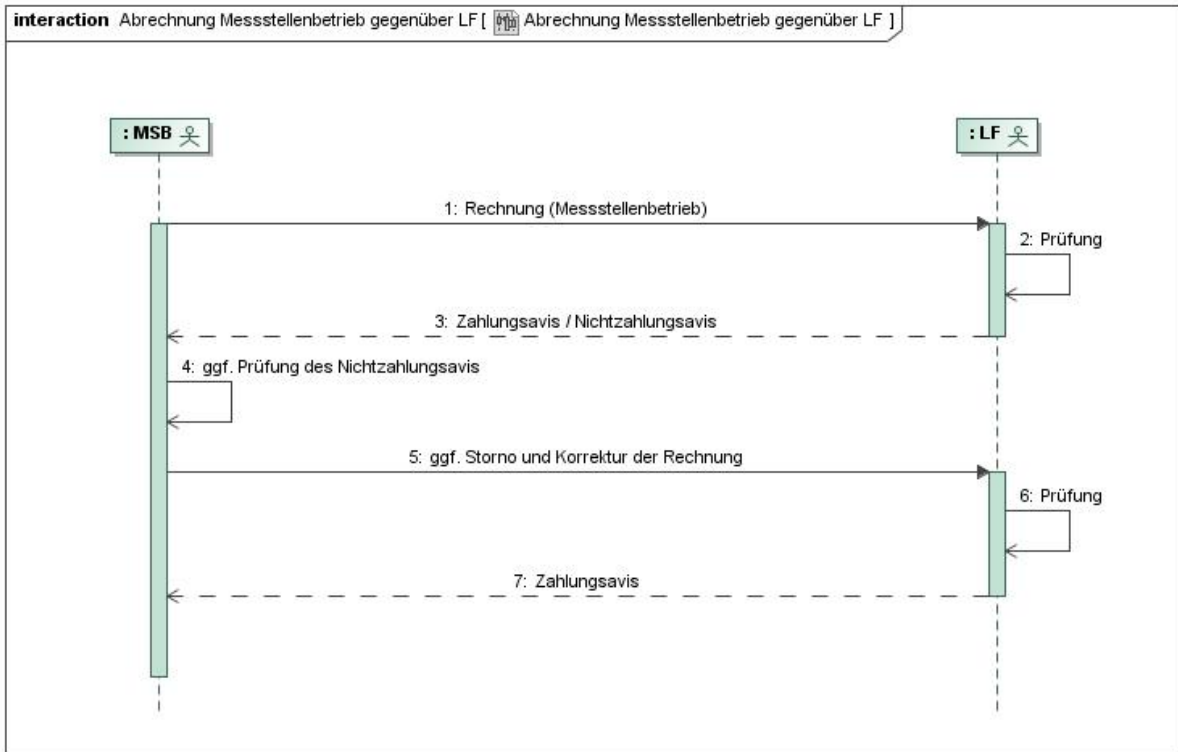 interaction Abrechnung Messstellenbetrieb gegenüber LF [ Abrechnung Messstellenbetrieb gegenüber LF ]
: MSB
: LF
1: Rechnung (Messstellenbetrieb)
2: Prüfung
3: Zahlungsavis / Nichtzahlungsavis
4: ggf. Prüfung des Nichtzahlungsavis
5: ggf. Storno und Korrektur der Rechnung
6: Prüfung
7: Zahlungsavis